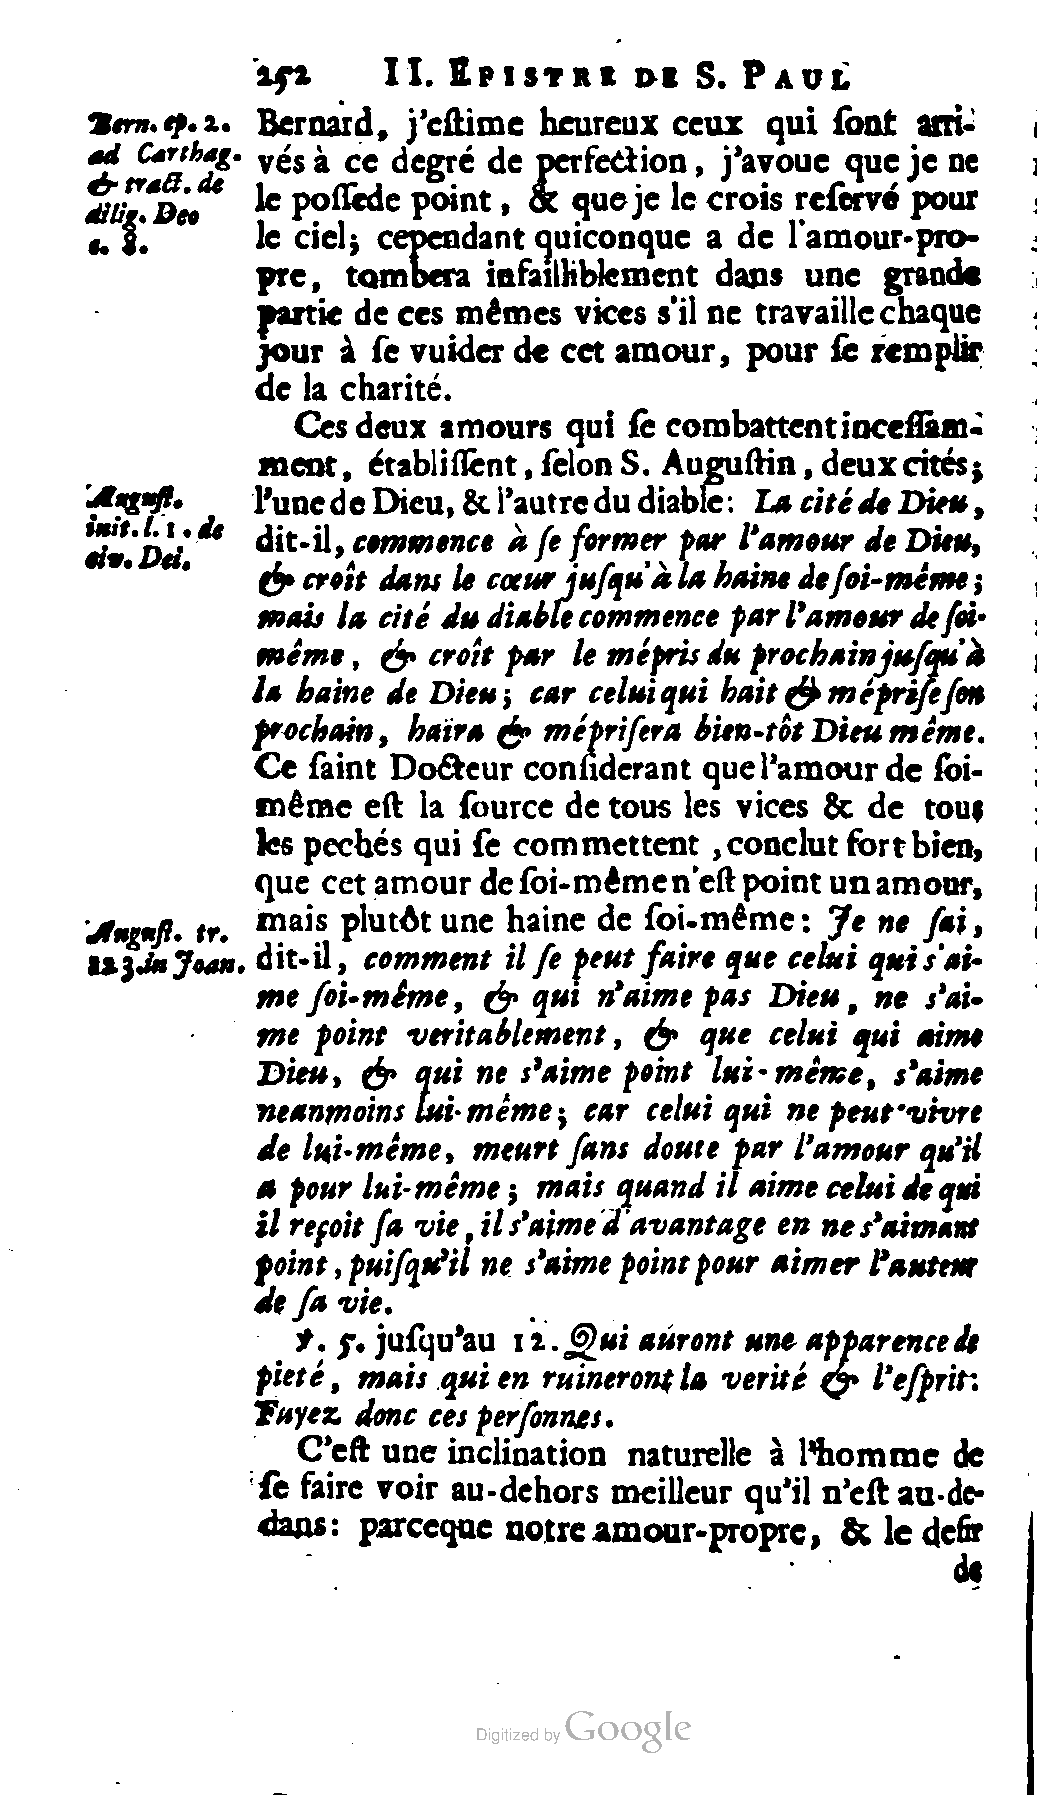 252 II. EPISTRE DE S. PAUL
Bern. ep. 2.
ad Carthag.
& tract. de
dilig. Deo
c. 8.
Bernard, j'eſtime heureux ceux qui ſont arri-
vés à ce degré de perfection, j'avoue que je ne
le poſſede point, & que je le crois reſervé pour
le ciel; cependant quiconque a de l'amour-pro-
pre, tombera infailliblement dans une grande
partie de ces mêmes vices s'il ne travaille chaque
jour à ſe vuider de cet amour, pour ſe remplir
de la charité.
Ces deux amours qui ſe combattent inceſſam-
ment, établiſſent, ſelon S. Auguſtin, deux cités;
Auguſt.
init. l. 1. de
civ. Dei.
l'une de Dieu, & l'autre du diable: La cité de Dieu,
dit-il, commence à ſe former par l'amour de Dieu,
& croît dans le cœur juſqu'à la haine de ſoi-même;
mais la cité du diable commence par l'amour de ſoi-
même, & croît par le mépris du prochain juſqu'à
la haine de Dieu; car celui qui hait & mépriſe ſon
prochain, haïra & mépriſera bien-tôt Dieu même.
Ce ſaint Docteur conſiderant que l'amour de ſoi-
même eſt la ſource de tous les vices & de tous
les pechés qui ſe commettent, conclut fort bien,
que cet amour de ſoi-même n'eſt point un amour,
Auguſt. tr.
123. in Joan.
mais plutôt une haine de ſoi-même: Je ne ſai,
dit-il, comment il ſe peut faire que celui qui s'ai-
me ſoi-même, & qui n'aime pas Dieu, ne s'ai-
me point veritablement, & que celui qui aime
Dieu, & qui ne s'aime point lui-même, s'aime
neanmoins lui-même; car celui qui ne peut vivre
de lui-même, meurt ſans doute par l'amour qu'il
a pour lui-même; mais quand il aime celui de qui
il reçoit ſa vie, il s'aime d'avantage en ne s'aimant
point, puiſqu'il ne s'aime point pour aimer l'auteur
de ſa vie.
℣. 5. juſqu'au 12. Qui auront une apparence de
pieté, mais qui en ruineront la verité & l'eſprit:
Fuyez donc ces perſonnes.
C'eſt une inclination naturelle à l'homme de
ſe faire voir au-dehors meilleur qu'il n'eſt au-de-
dans: parceque notre amour-propre, & le deſir
de
Digitized by Google